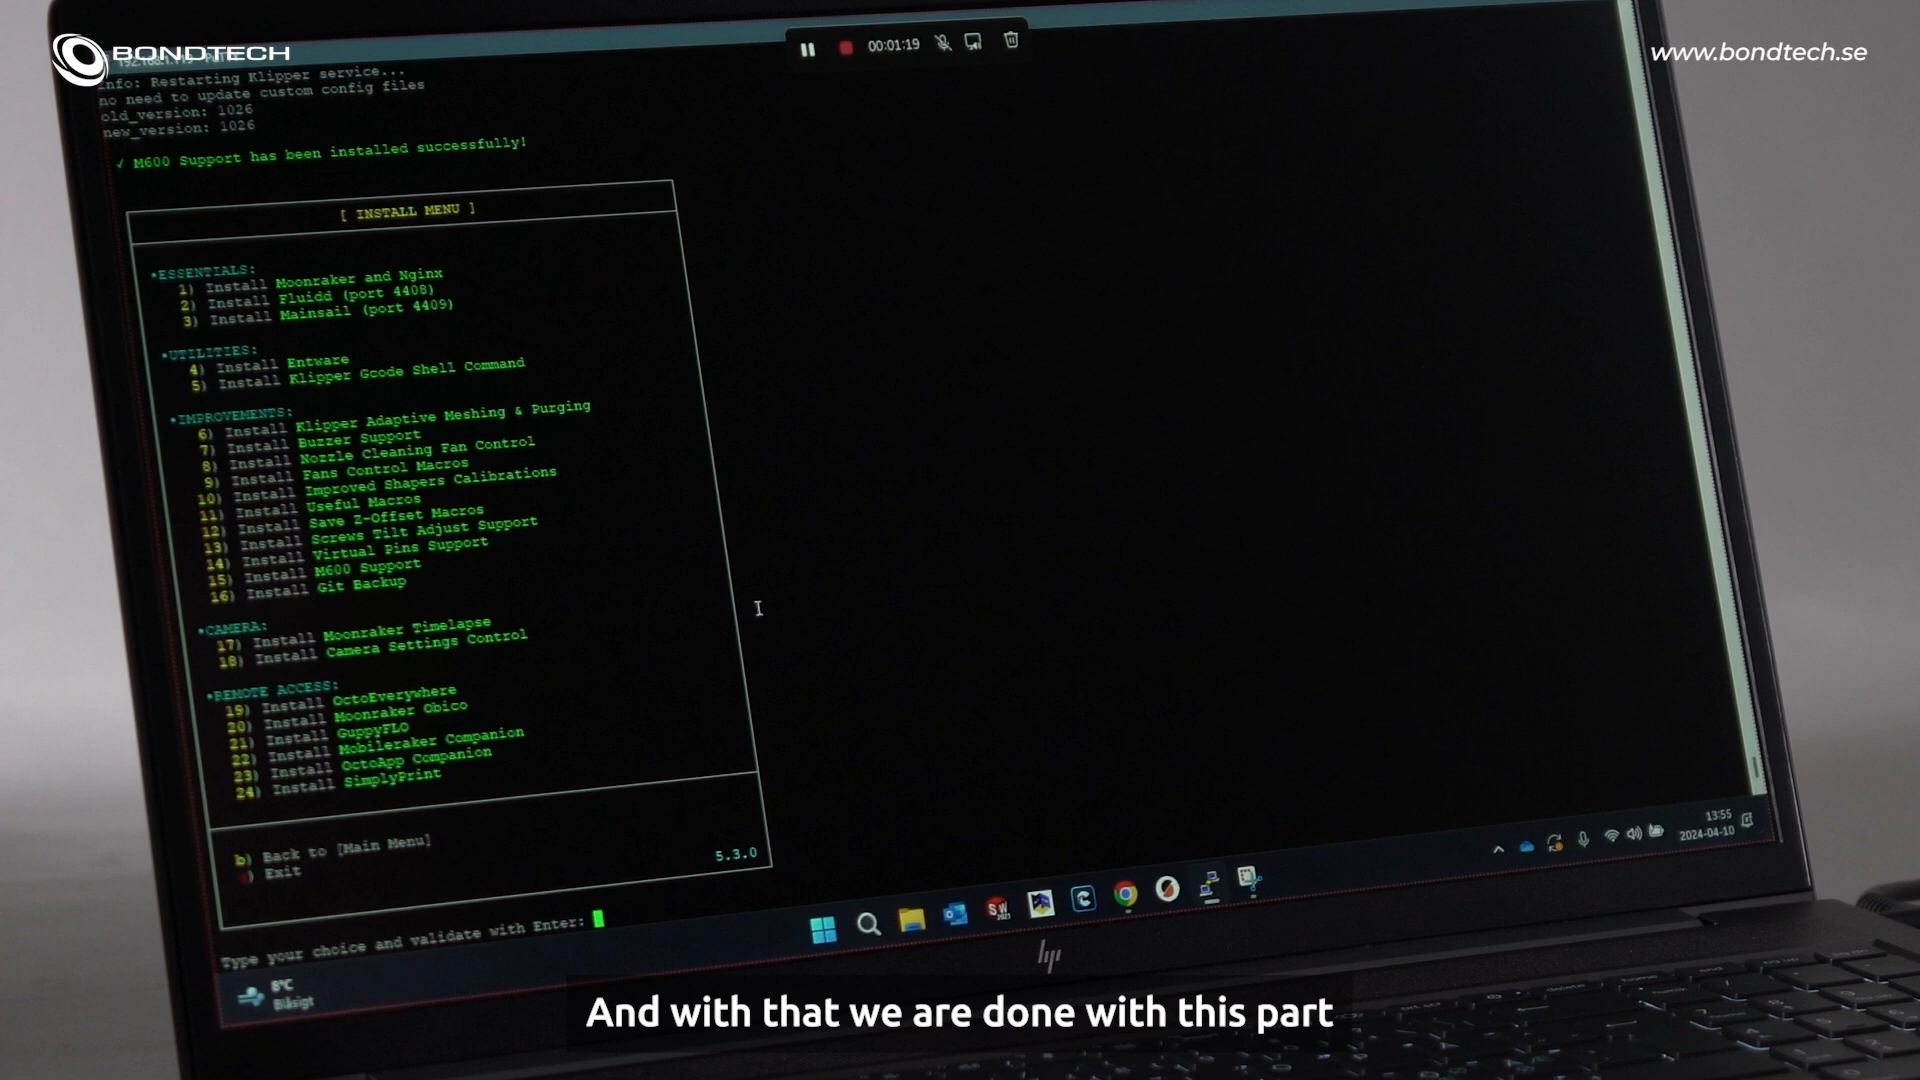 BONDTECH
www.bondtech.se
00:01:19
Info: Restarting Klipper service...
no need to update custom config files
old_version: 1026
new_version: 1026
✓ M600 Support has been installed successfully!
[ INSTALL MENU ]
•ESSENTIALS:
1) Install Moonraker and Nginx
2) Install Fluidd (port 4408)
3) Install Mainsail (port 4409)
•UTILITIES:
4) Install Entware
5) Install Klipper Gcode Shell Command
•IMPROVEMENTS:
6) Install Klipper Adaptive Meshing & Purging
7) Install Buzzer Support
8) Install Nozzle Cleaning Fan Control
9) Install Fans Control Macros
10) Install Improved Shapers Calibrations
11) Install Useful Macros
12) Install Save Z-Offset Macros
13) Install Screws Tilt Adjust Support
14) Install Virtual Pins Support
15) Install M600 Support
16) Install Git Backup
•CAMERA:
17) Install Moonraker Timelapse
18) Install Camera Settings Control
•REMOTE ACCESS:
19) Install OctoEverywhere
20) Install Moonraker Obico
21) Install GuppyFLO
22) Install Mobileraker Companion
23) Install OctoApp Companion
24) Install SimplyPrint
b) Back to [Main Menu]
) Exit
5.3.0
Type your choice and validate with Enter:
8°C
Blåsigt
13:55
2024-04-10
hp
And with that we are done with this part